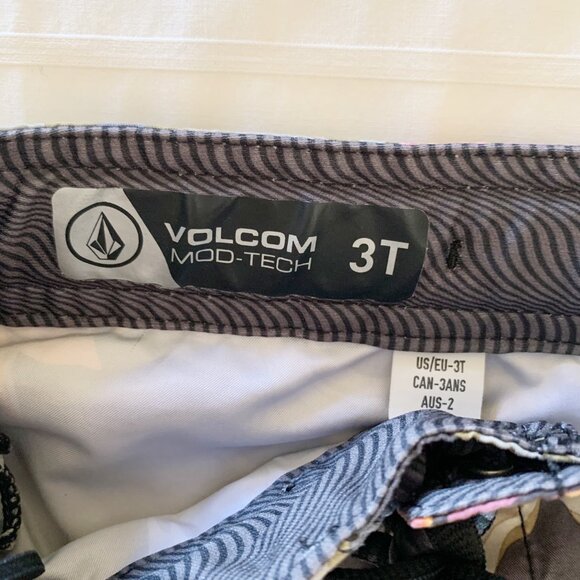 VOLCOM
MOD-TECH
3T
US/EU-3T
CAN-3ANS
AUS-2